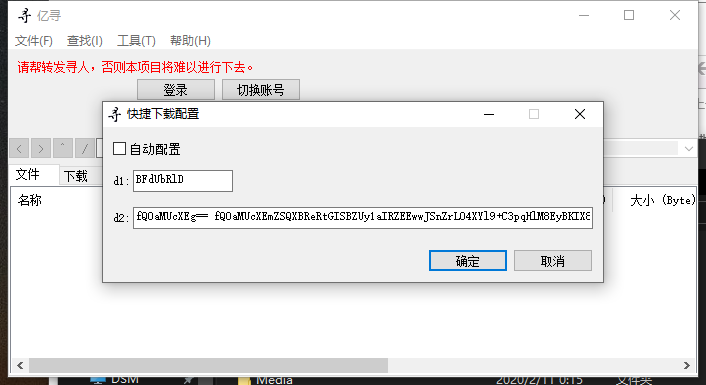 亿寻
文件(F) 查找(I) 工具(T) 帮助(H)
请帮转发寻人，否则本项目将难以进行下去。
登录 切换账号
快捷下载配置
自动配置
d1: BFdUbRlD
d2: fQOaMUcXEg== fQOaMUcXEmZSQXBReRtGISBZUy1aIRZEEwwJSnZrLO4XYl9+C3pqHlM8EyBKIX8
确定 取消
< > ^ /
文件 下载
名称 大小 (Byte)
DSM Media 2020/2/11 0:15 文件夹